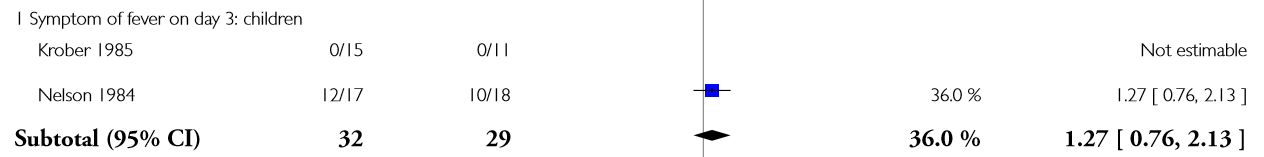 1 Symptom of fever on day 3: children
Krober 1985 0/15 0/11 Not estimable
Nelson 1984 12/17 10/18 36.0 % 1.27 [ 0.76, 2.13 ]
Subtotal (95% CI) 32 29 36.0 % 1.27 [ 0.76, 2.13 ]